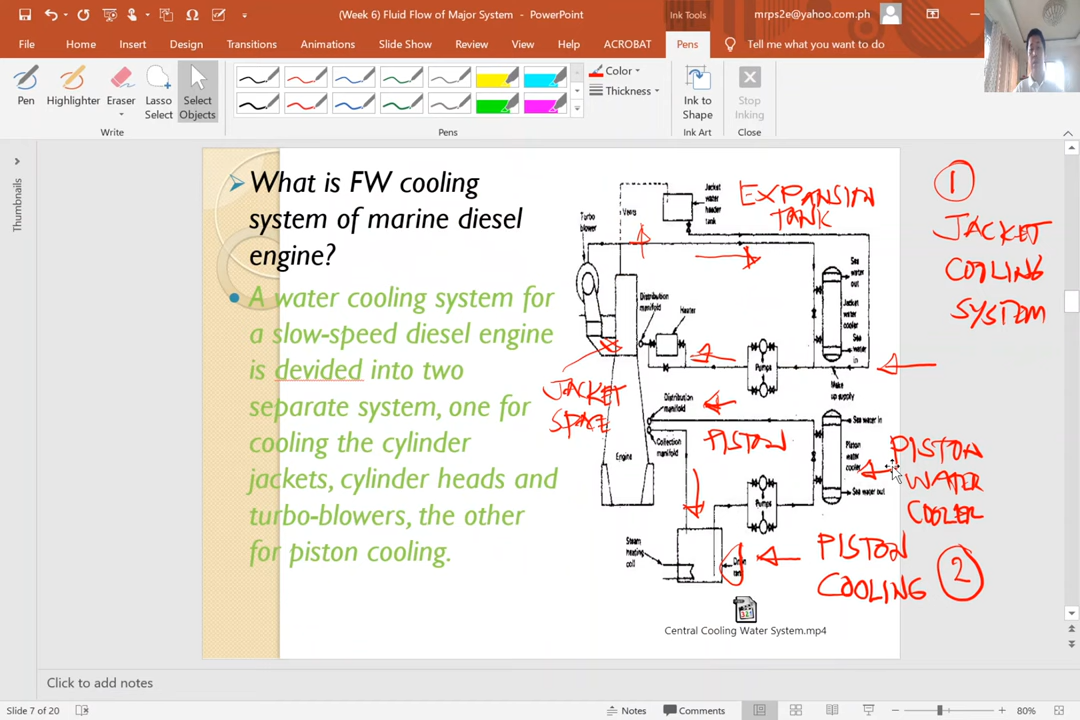 (Week 6) Fluid Flow of Major System - PowerPoint
Ink Tools
mrps2e@yahoo.com.ph
File
Home
Insert
Design
Transitions
Animations
Slide Show
Review
View
Help
ACROBAT
Pens
Tell me what you want to do
Pen
Highlighter
Eraser
Lasso
Select
Select
Objects
Color
Thickness
Ink to
Shape
Stop
Inking
Write
Pens
Ink Art
Close
Thumbnails
What is FW cooling
system of marine diesel
engine?
A water cooling system for
a slow-speed diesel engine
is devided into two
separate system, one for
cooling the cylinder
jackets, cylinder heads and
turbo-blowers, the other
for piston cooling.
Jacket
water
header
tank
EXPANSION
TANK
Vents
Turbo
blower
Distribution
manifold
Heater
Sea
water
out
Jacket
water
cooler
Sea
water
in
Pumps
Make
up supply
JACKET
SPACE
Distribution
manifold
PISTON
Collection
manifold
Engine
Sea water in
Piston
water
cooler
Sea water out
Pumps
Steam
heating
coil
PISTON
COOLING
2
PISTON
WATER
COOLER
1
JACKET
COOLING
SYSTEM
Central Cooling Water System.mp4
Click to add notes
Slide 7 of 20
Notes
Comments
80%